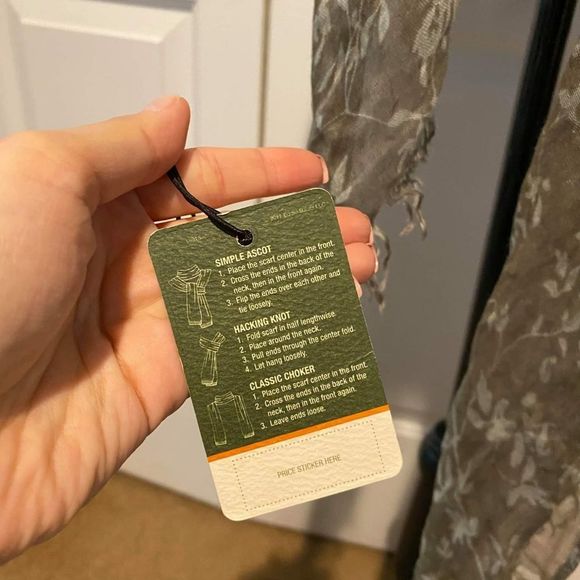 SIMPLE ASCOT
1. Place the scarf center in the front.
2. Cross the ends in the back of the
neck, then in the front again.
3. Flip the ends over each other and
tie loosely.
HACKING KNOT
1. Fold scarf in half lengthwise.
2. Place around the neck.
3. Pull ends through the center fold.
4. Let hang loosely.
CLASSIC CHOKER
1. Place the scarf center in the front.
2. Cross the ends in the back of the
neck, then in the front again.
3. Leave ends loose.
PRICE STICKER HERE